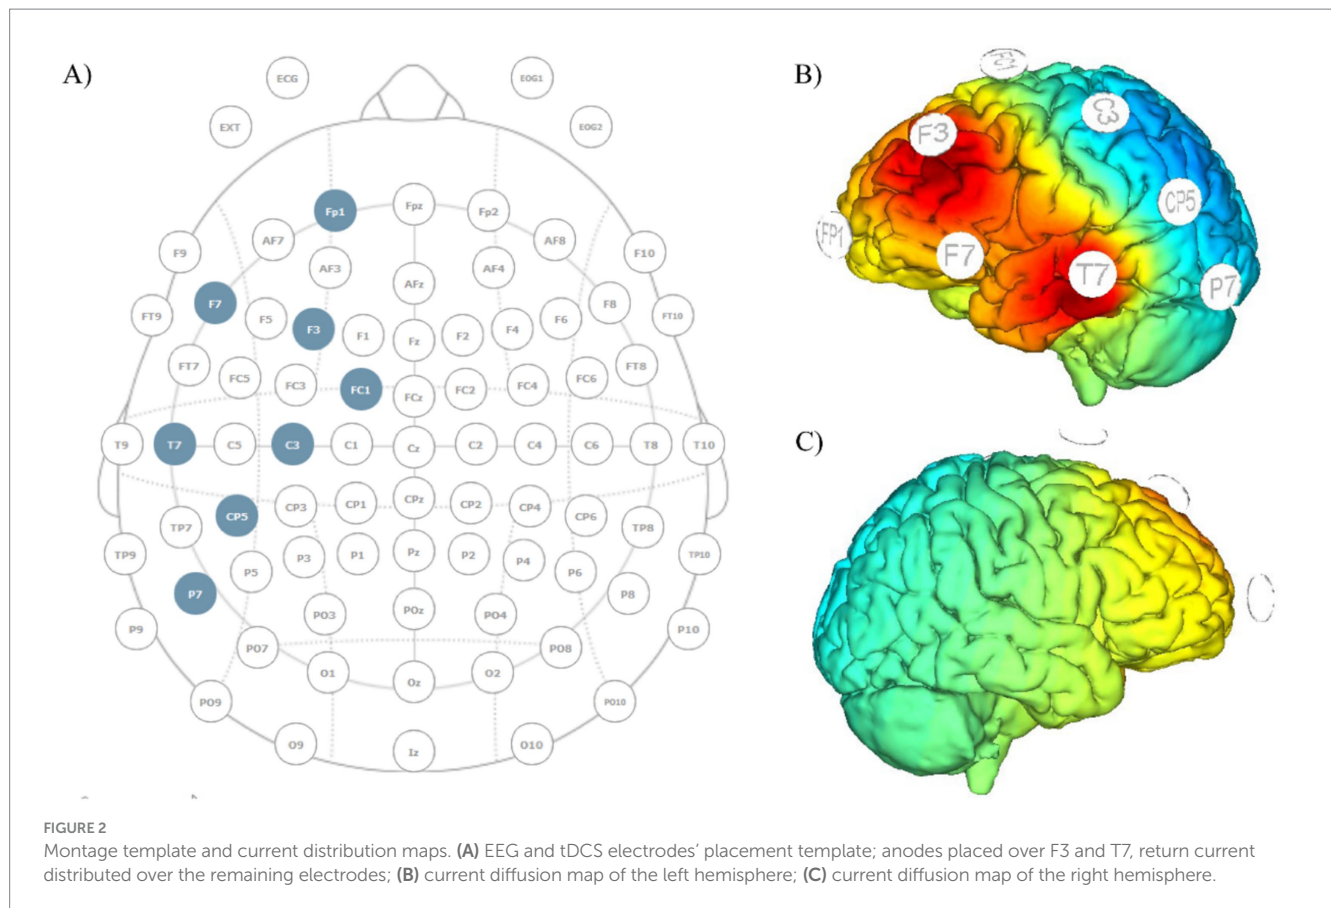 A)
ECG
EOG1
EXT
EOG2
Fp1
Fpz
Fp2
AF7
AF8
F9
F10
AF3
AF4
AFz
F7
F8
FT9
FT10
F5
F6
F3
F4
F1
F2
Fz
FT7
FT8
FC5
FC6
FC3
FC4
FC1
FC2
FCz
T9
T7
C5
C3
C1
Cz
C2
C4
C6
T8
T10
CP5
CP3
CP1
CPz
CP2
CP4
CP6
TP7
TP8
TP9
TP10
P3
P1
Pz
P2
P4
P5
P6
P7
P8
P9
P10
PO3
POz
PO4
PO7
PO8
O1
Oz
O2
PO9
PO10
O9
Iz
O10
B)
FC1
F3
C3
CP5
FP1
F7
T7
P7
C)
FIGURE 2
Montage template and current distribution maps. (A) EEG and tDCS electrodes’ placement template; anodes placed over F3 and T7, return current
distributed over the remaining electrodes; (B) current diffusion map of the left hemisphere; (C) current diffusion map of the right hemisphere.